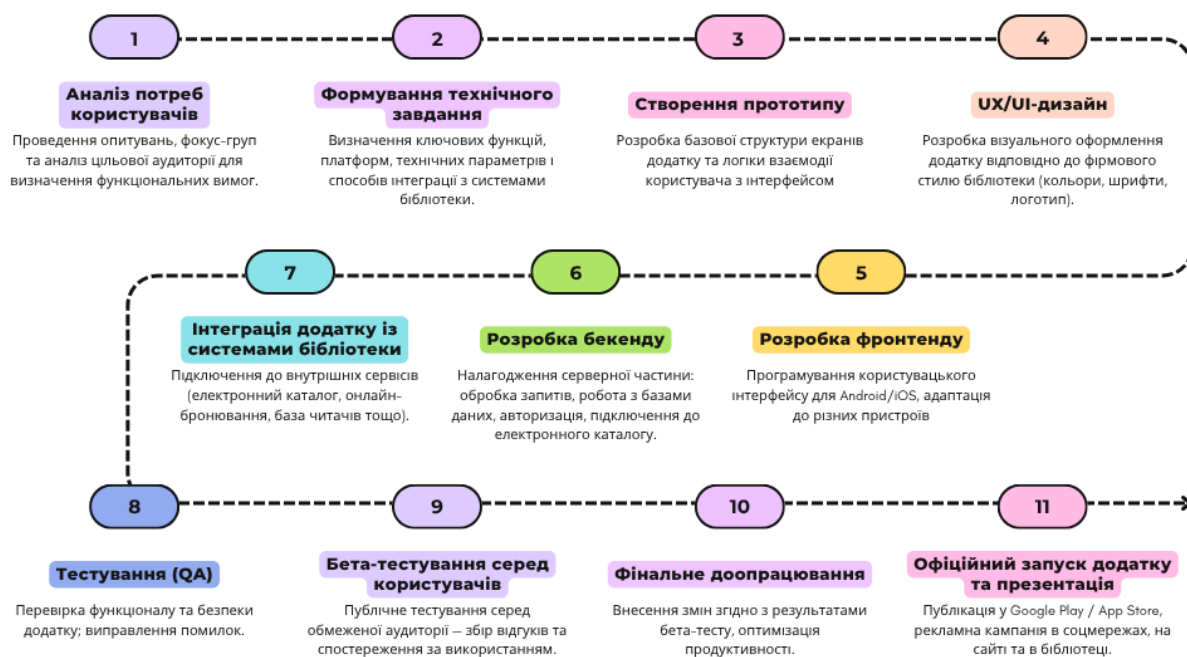 1
Аналіз потреб
користувачів
Проведення опитувань, фокус-груп
та аналіз цільової аудиторії для
визначення функціональних вимог.
2
Формування технічного
завдання
Визначення ключових функцій,
платформ, технічних параметрів і
способів інтеграції з системами
бібліотеки.
3
Створення прототипу
Розробка базової структури екранів
додатку та логіки взаємодії
користувача з інтерфейсом
4
UX/UI-дизайн
Розробка візуального оформлення
додатку відповідно до фірмового
стилю бібліотеки (кольори, шрифти,
логотип).
5
Розробка фронтенду
Програмування користувацького
інтерфейсу для Android/iOS, адаптація
до різних пристроїв
6
Розробка бекенду
Налагодження серверної частини:
обробка запитів, робота з базами
даних, авторизація, підключення до
електронного каталогу.
7
Інтеграція додатку із
системами бібліотеки
Підключення до внутрішніх сервісів
(електронний каталог, онлайн-
бронювання, база читачів тощо).
8
Тестування (QA)
Перевірка функціоналу та безпеки
додатку; виправлення помилок.
9
Бета-тестування серед
користувачів
Публічне тестування серед
обмеженої аудиторії — збір відгуків та
спостереження за використанням.
10
Фінальне доопрацювання
Внесення змін згідно з результатами
бета-тесту, оптимізація
продуктивності.
11
Офіційний запуск додатку
та презентація
Публікація у Google Play / App Store,
рекламна кампанія в соцмережах, на
сайті та в бібліотеці.